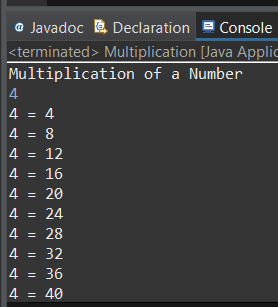 Javadoc Declaration Console
<terminated> Multiplication [Java Applic
Multiplication of a Number
4
4 = 4
4 = 8
4 = 12
4 = 16
4 = 20
4 = 24
4 = 28
4 = 32
4 = 36
4 = 40